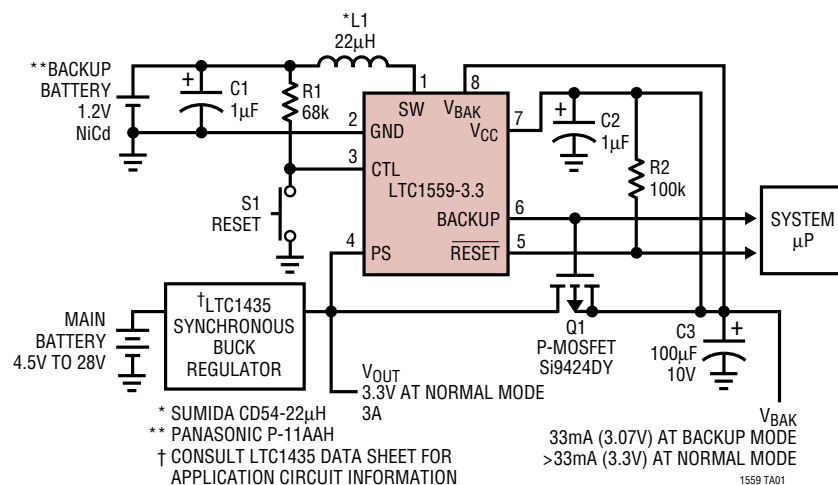 *L1
22µH
**BACKUP
BATTERY
1.2V
NiCd
+
C1
1µF
R1
68k
1
8
SW
VBAK
2
GND
VCC
7
+
C2
1µF
3
CTL
LTC1559-3.3
R2
100k
S1
RESET
BACKUP
6
4
PS
RESET
5
SYSTEM
µP
MAIN
BATTERY
4.5V TO 28V
†LTC1435
SYNCHRONOUS
BUCK
REGULATOR
Q1
P-MOSFET
Si9424DY
C3
100µF
10V
+
VOUT
3.3V AT NORMAL MODE
3A
VBAK
33mA (3.07V) AT BACKUP MODE
>33mA (3.3V) AT NORMAL MODE
* SUMIDA CD54-22µH
** PANASONIC P-11AAH
† CONSULT LTC1435 DATA SHEET FOR
APPLICATION CIRCUIT INFORMATION
1559 TA01